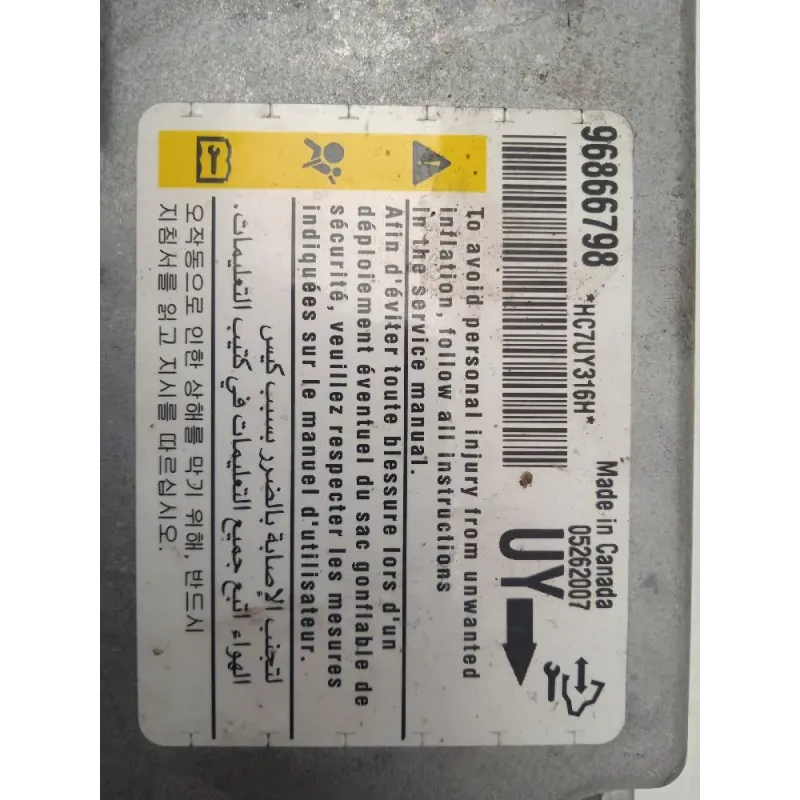 96866798
*HC7UY316H*
Made in Canada
05262007
UY
To avoid personal injury from unwanted
inflation, follow all instructions
in the service manual.
Afin d'éviter toute blessure lors d'un
déploiement éventuel du sac gonflable de
sécurité, veuillez respecter les mesures
indiquées sur le manuel d'utilisateur.
لتجنب الإصابة بالضرر بسبب كيس
الهواء اتبع جميع التعليمات في كتيب التعليمات.
오작동으로 인한 상해를 막기 위해, 반드시
지침서를 읽고 지시를 따르십시오.